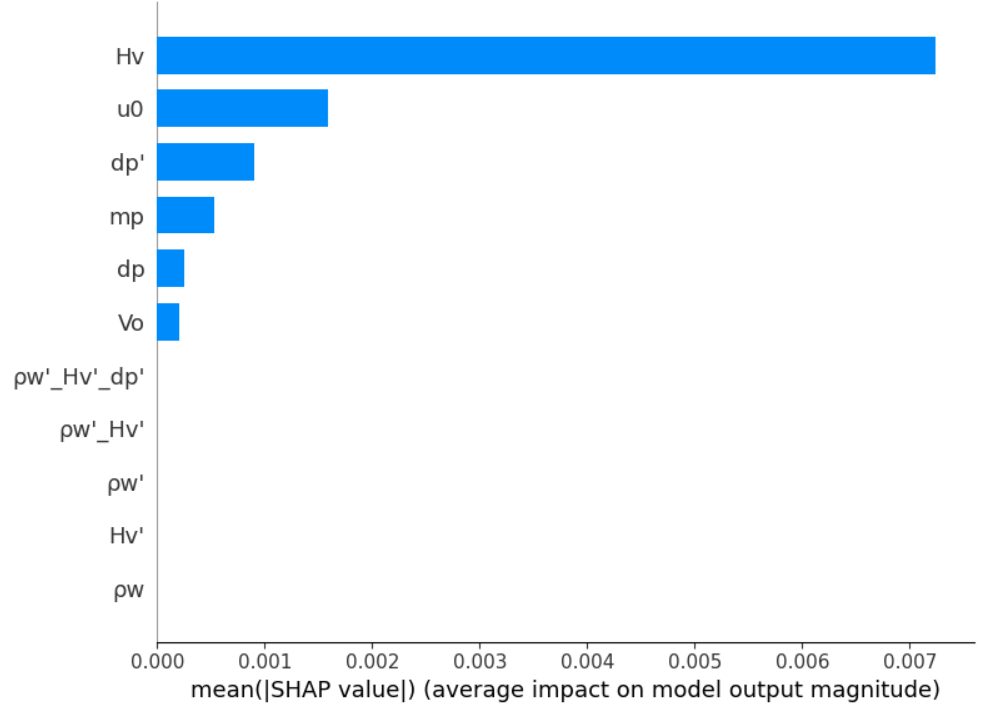 Hv
u0
dp'
mp
dp
Vo
ρw'_Hv'_dp'
ρw'_Hv'
ρw'
Hv'
ρw
0.000 0.001 0.002 0.003 0.004 0.005 0.006 0.007
mean(|SHAP value|) (average impact on model output magnitude)